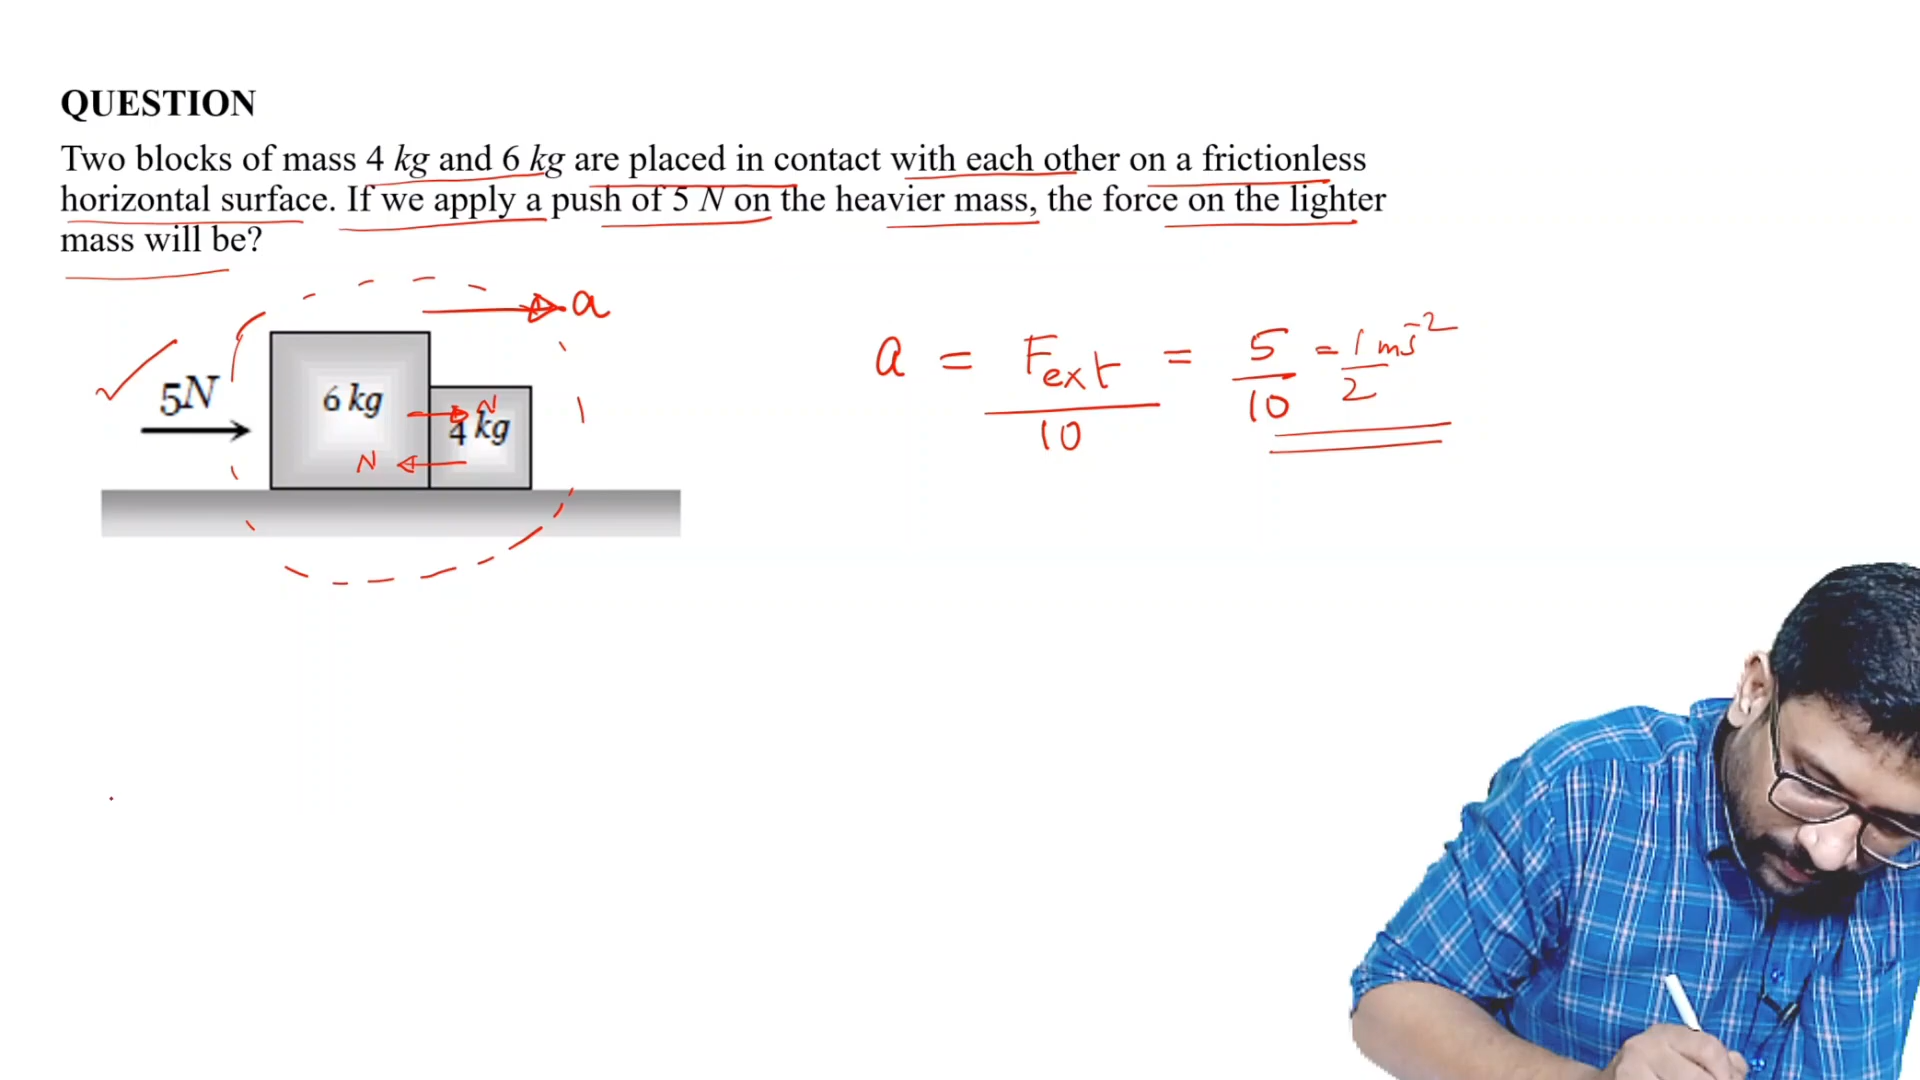 QUESTION
Two blocks of mass 4 kg and 6 kg are placed in contact with each other on a frictionless
horizontal surface. If we apply a push of 5 N on the heavier mass, the force on the lighter
mass will be?
a
a = Fext/10 = 5/10 = 1/2 ms⁻²
5N
6 kg
N
4 kg
N